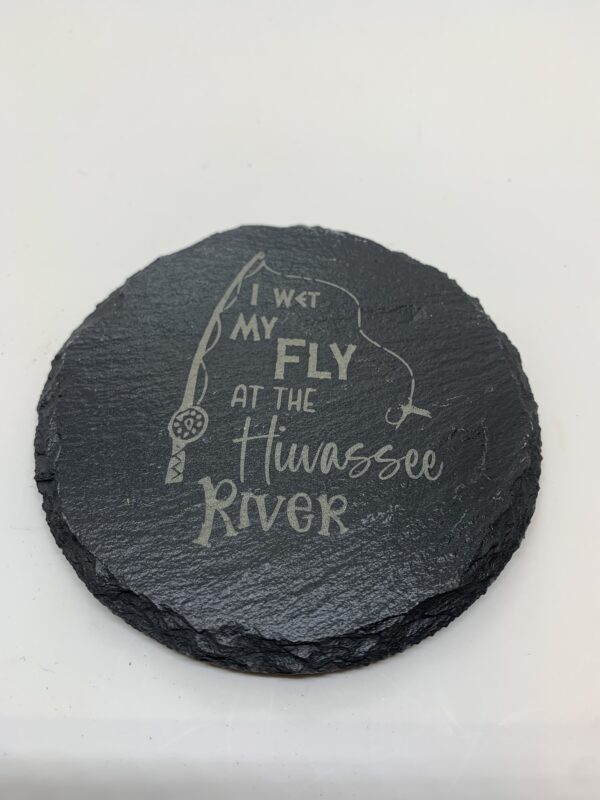 I WET
MY
FLY
AT THE
Hiwassee
RIVER